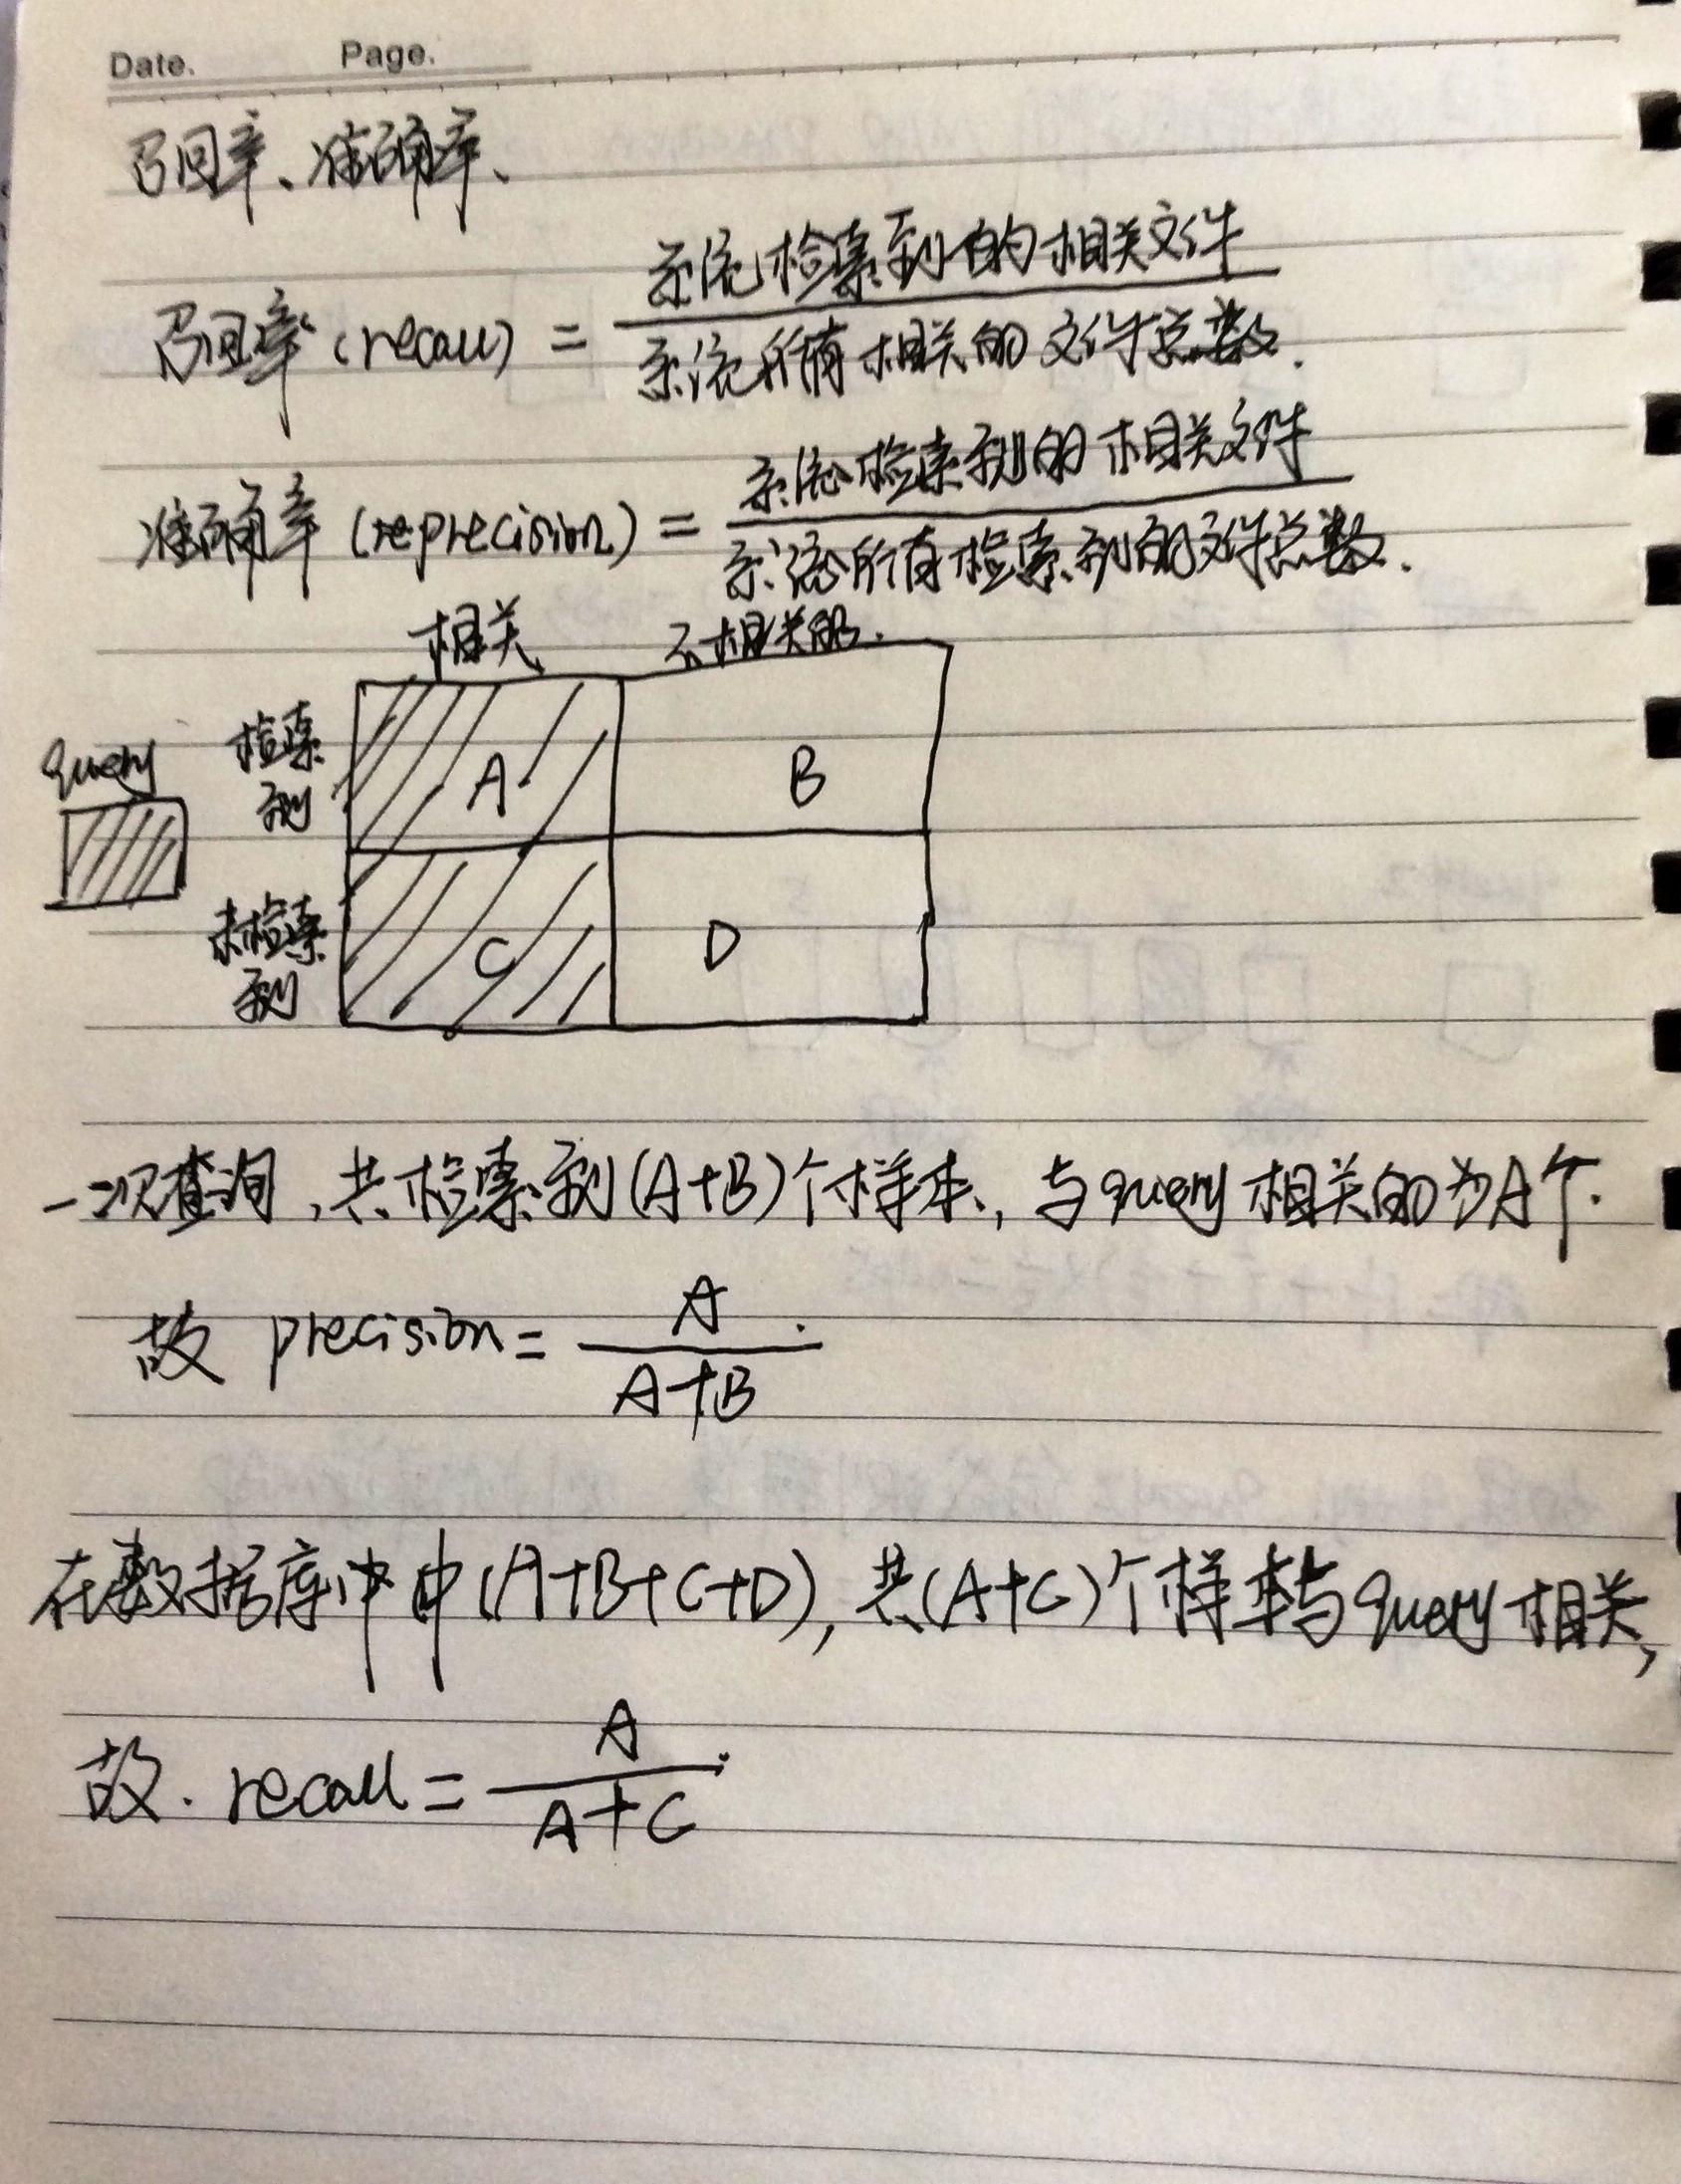 Date. Page.
召回率、准确率、
召回率(recall) = 系统检索到的相关文件 / 系统所有相关的文件总数.
准确率(reprecision) = 系统检索到的相关文件 / 系统所有检索到的文件总数.
相关 不相关的.
query
检索到
A B
未检索到
C D
一次查询,共检索到(A+B)个样本,与query相关的为A个.
故 precision = A / A+B
在数据库中中(A+B+C+D),共(A+C)个样本与query相关,
故. recall = A / A+C